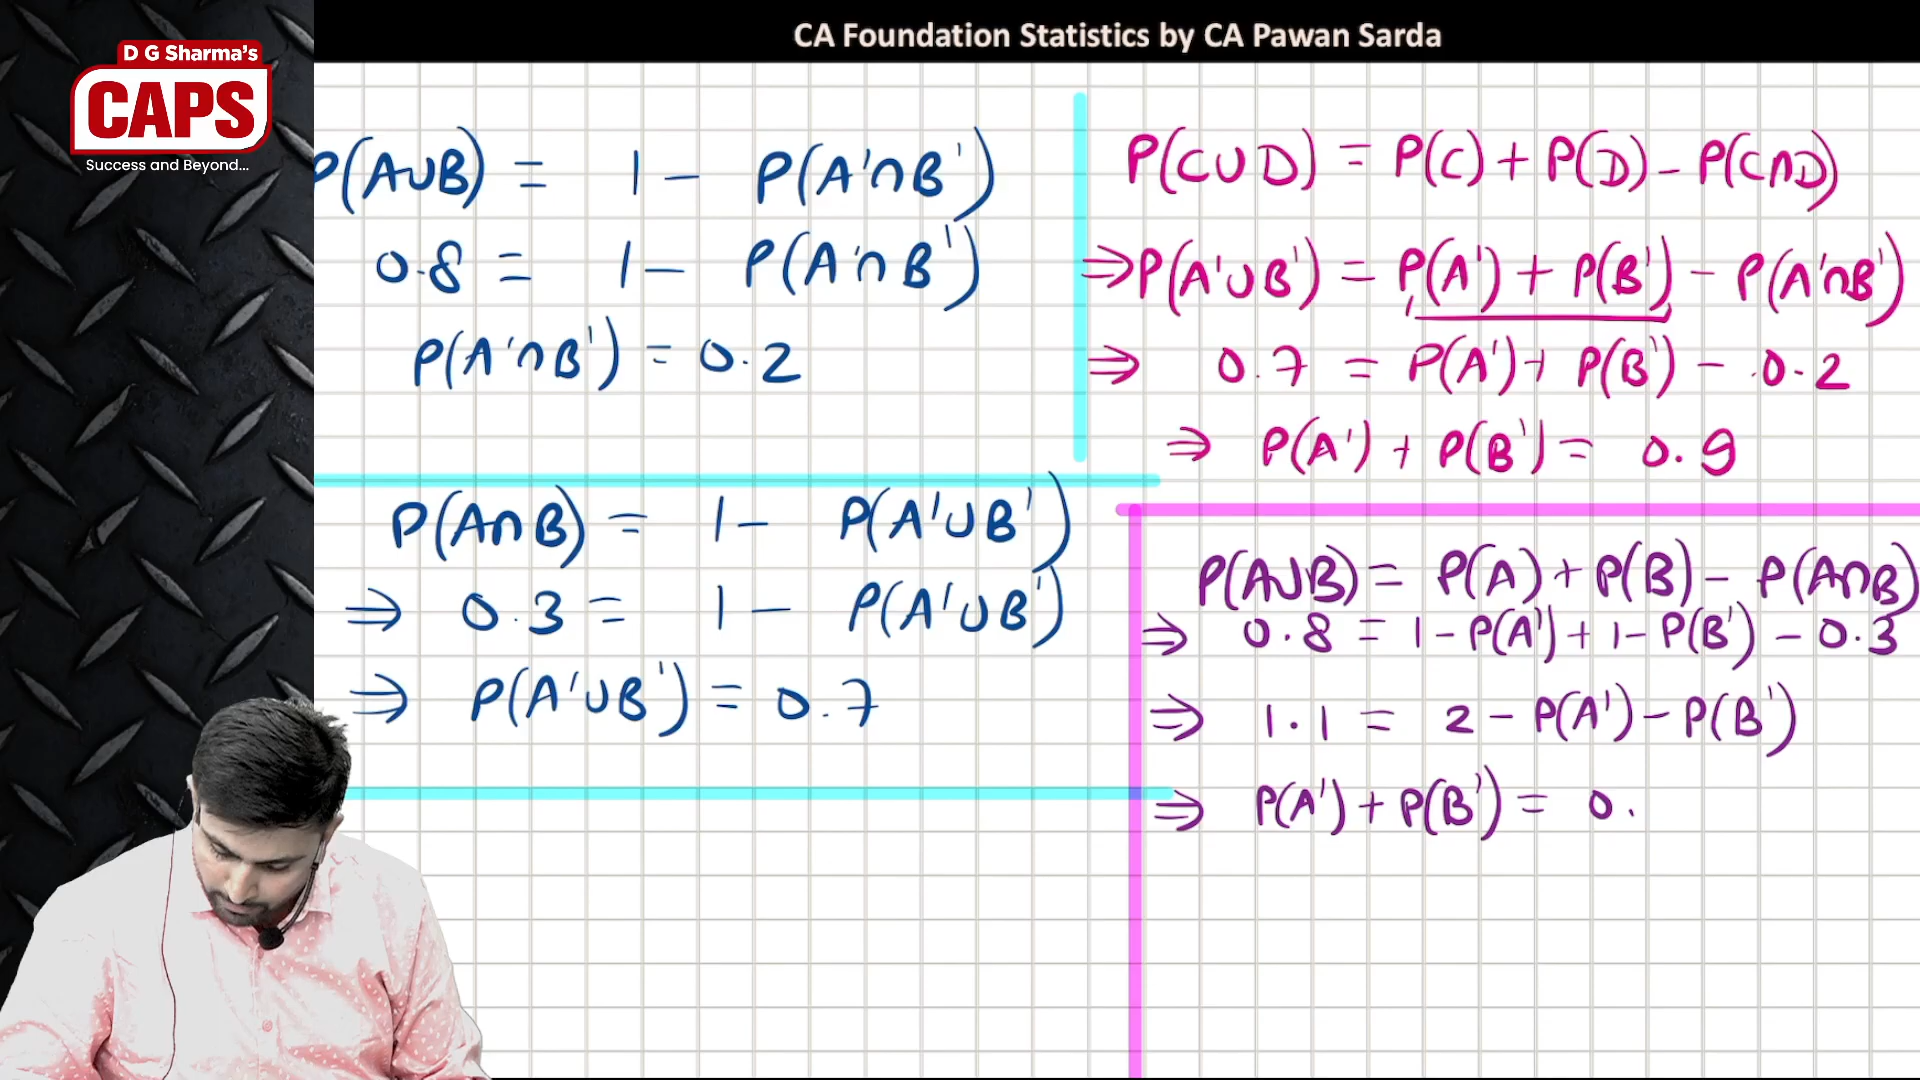 CA Foundation Statistics by CA Pawan Sarda
D G Sharma's
CAPS
Success and Beyond...
P(A∪B) = 1 - P(A'∩B')
0.8 = 1 - P(A'∩B')
P(A'∩B') = 0.2
P(A∩B) = 1 - P(A'∪B')
⇒ 0.3 = 1 - P(A'∪B')
⇒ P(A'∪B') = 0.7
P(C∪D) = P(C) + P(D) - P(C∩D)
⇒ P(A'∪B') = P(A') + P(B') - P(A'∩B')
⇒ 0.7 = P(A') + P(B') - 0.2
⇒ P(A') + P(B') = 0.9
P(A∪B) = P(A) + P(B) - P(A∩B)
⇒ 0.8 = 1 - P(A') + 1 - P(B') - 0.3
⇒ 1.1 = 2 - P(A') - P(B')
⇒ P(A') + P(B') = 0.